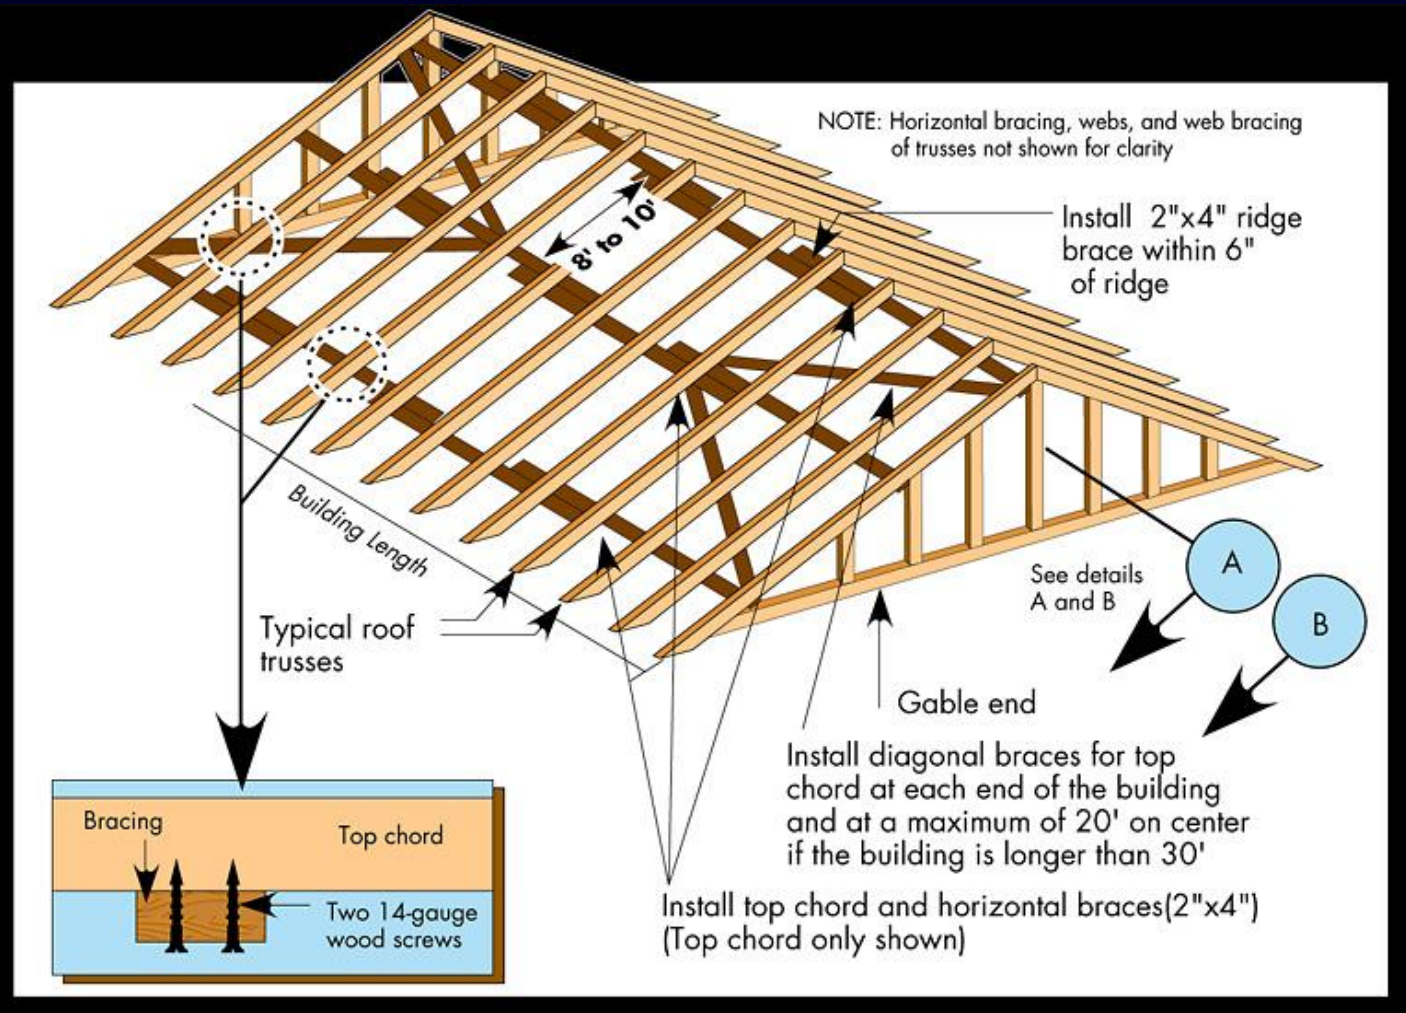 NOTE: Horizontal bracing, webs, and web bracing
of trusses not shown for clarity
Install 2"x4" ridge
brace within 6"
of ridge
8' to 10'
Building Length
Typical roof
trusses
See details
A and B
A
B
Gable end
Install diagonal braces for top
chord at each end of the building
and at a maximum of 20' on center
if the building is longer than 30'
Install top chord and horizontal braces(2"x4")
(Top chord only shown)
Bracing
Top chord
Two 14-gauge
wood screws